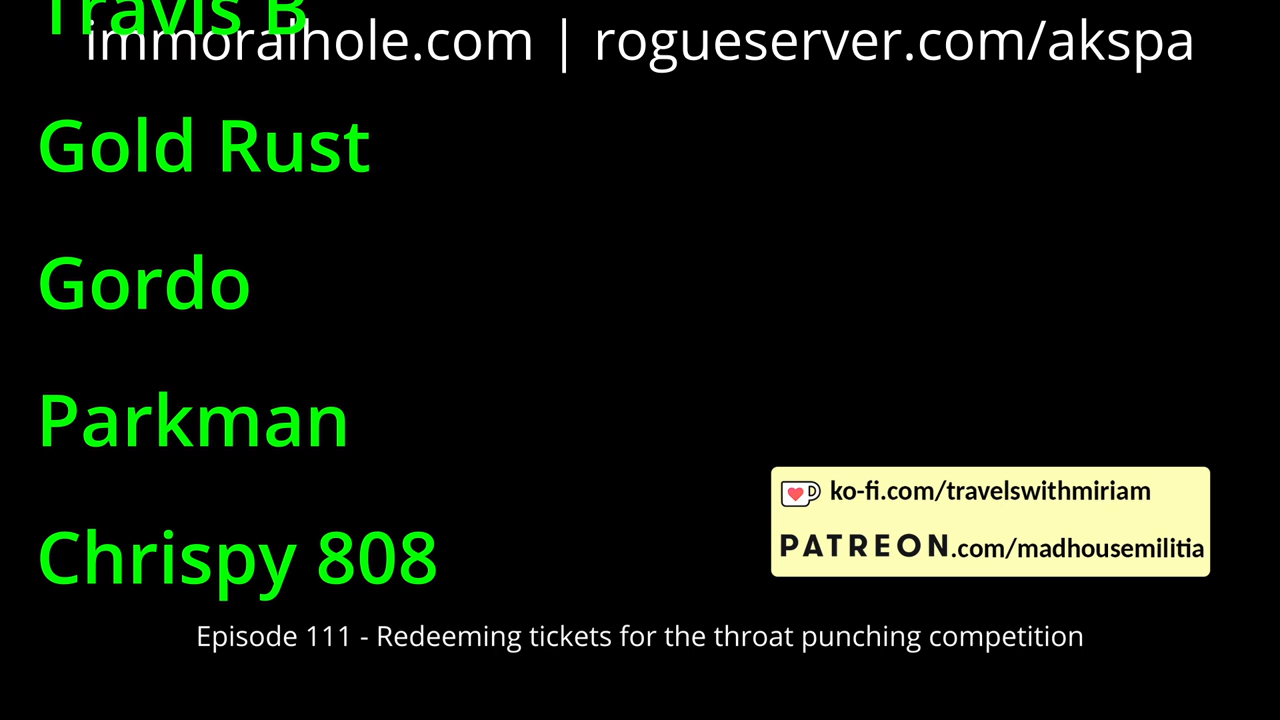 Travis B
immoralhole.com | rogueserver.com/akspa
Gold Rust
Gordo
Parkman
ko-fi.com/travelswithmiriam
PATREON.com/madhousemilitia
Chrispy 808
Episode 111 - Redeeming tickets for the throat punching competition